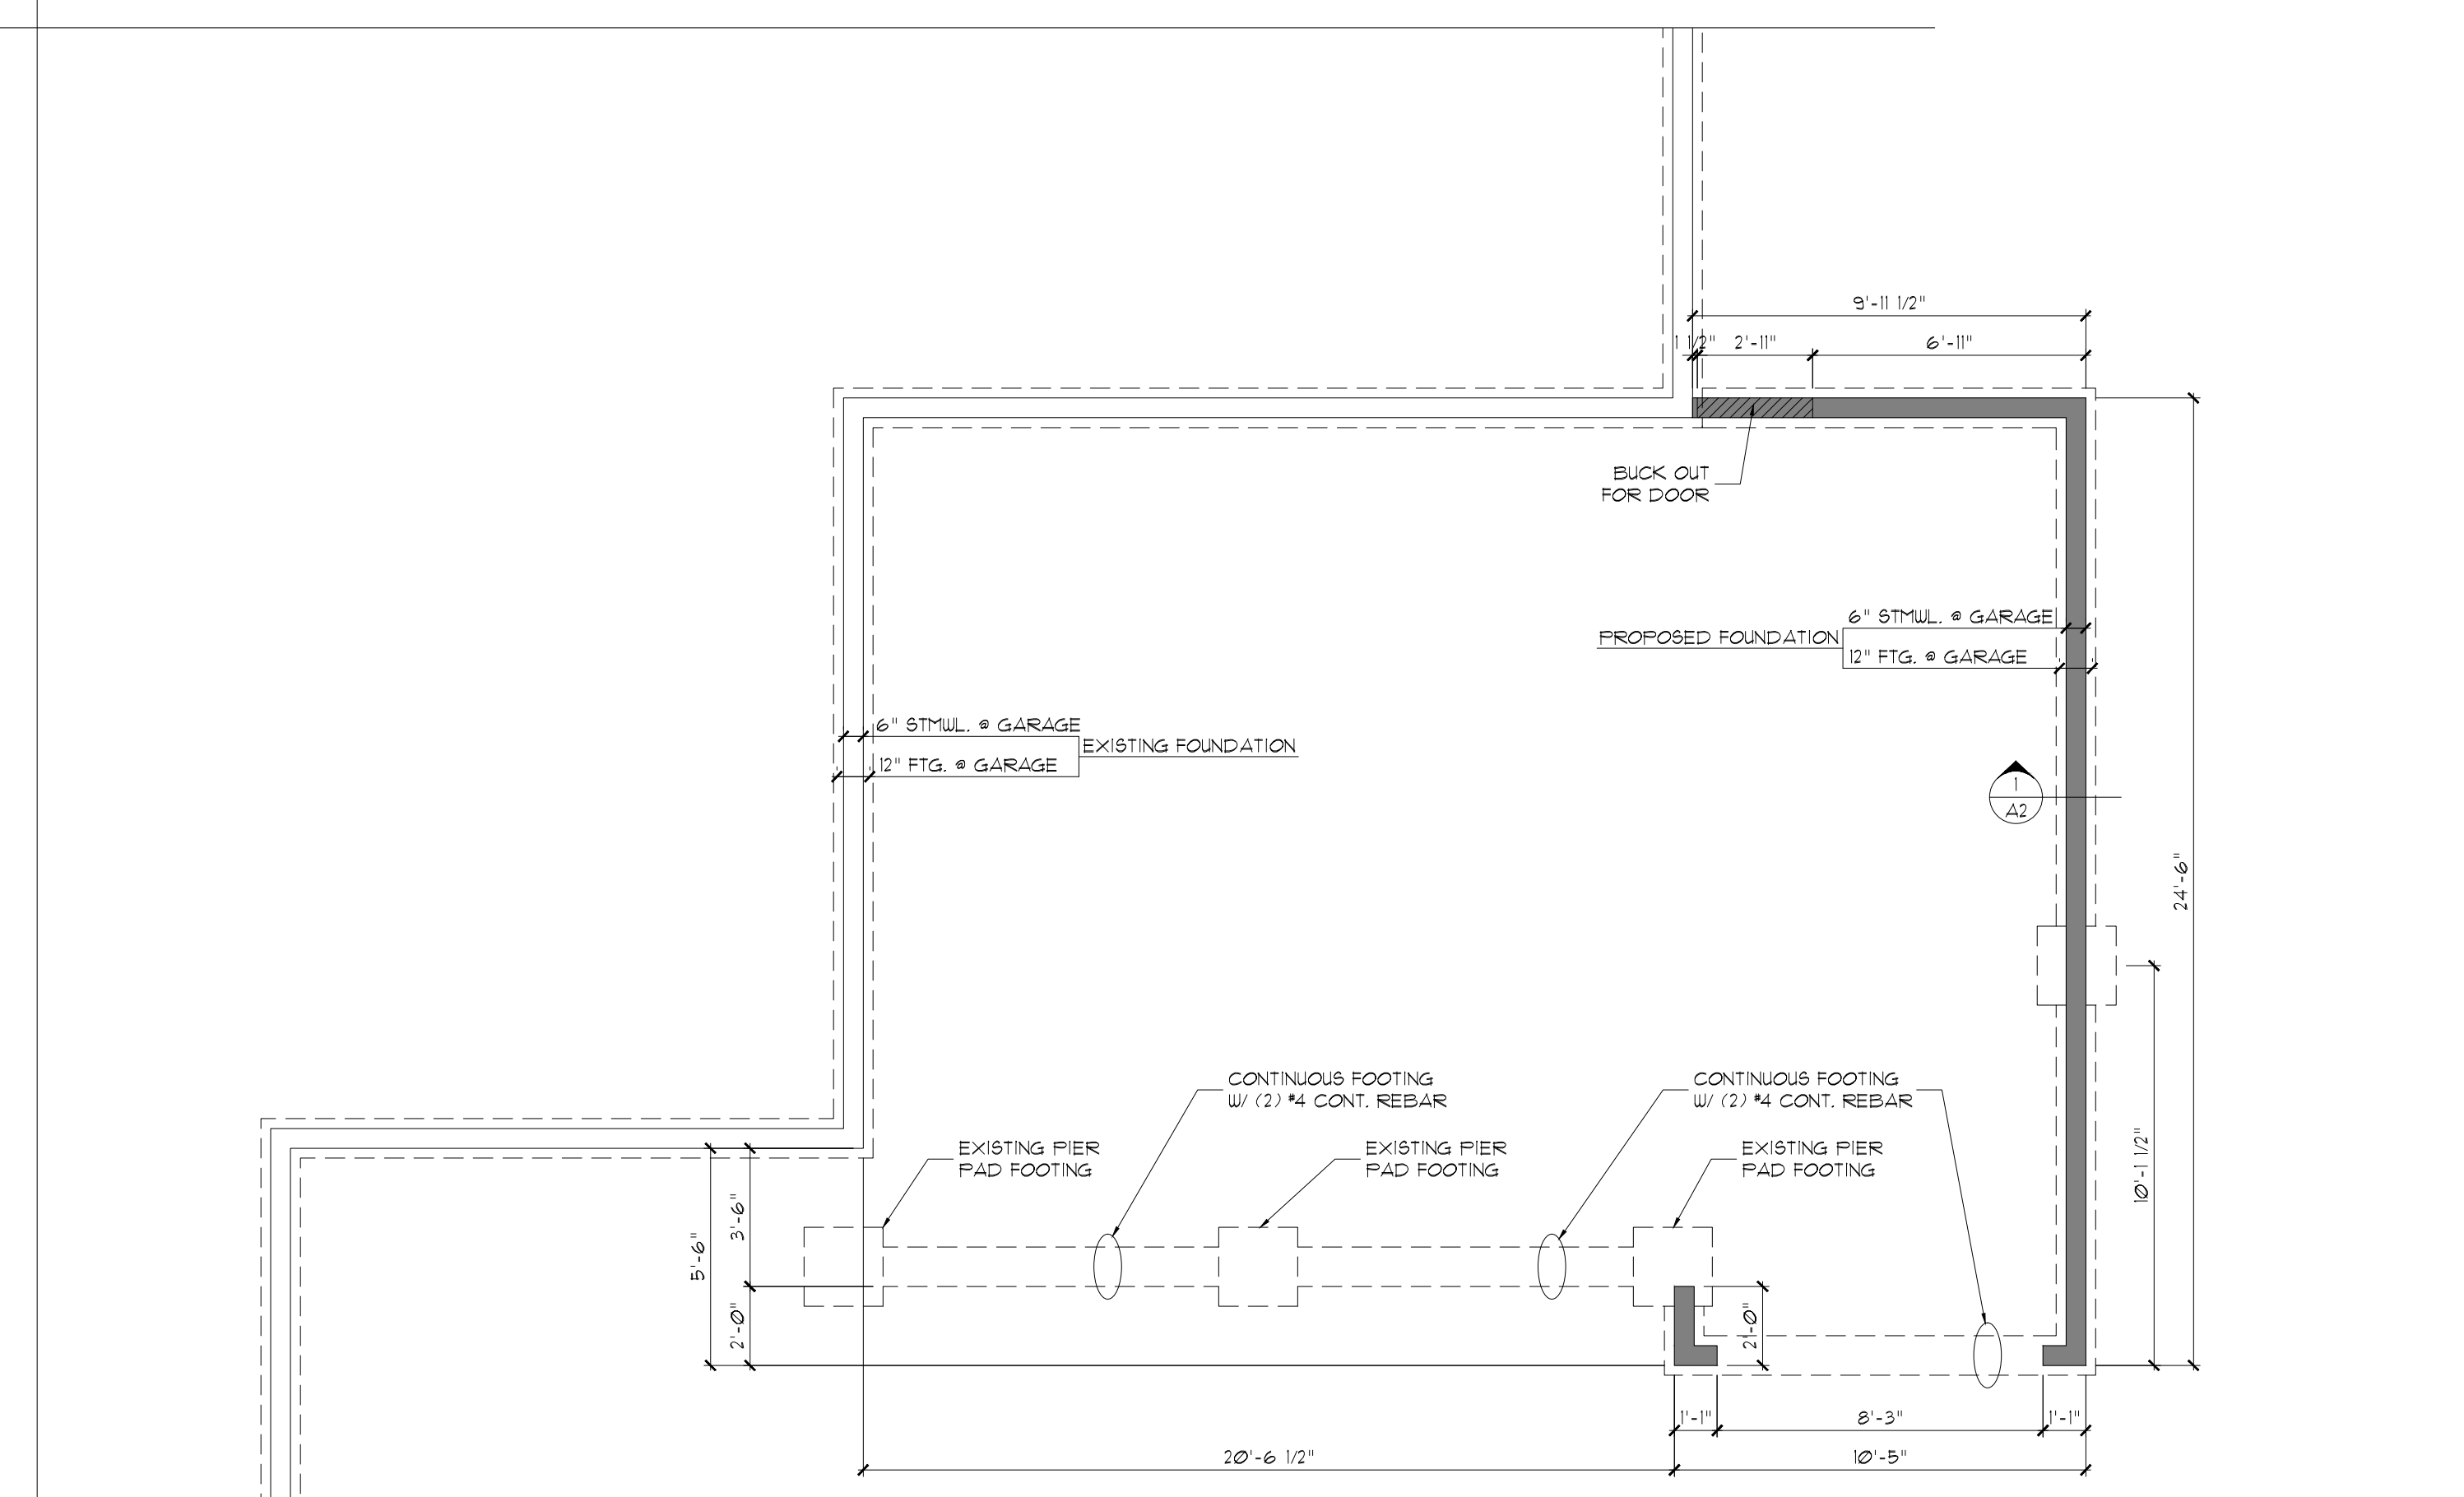 9'-11 1/2"
1 1/2"
2'-11"
6'-11"
BUCK OUT
FOR DOOR
6" STMWL. @ GARAGE
PROPOSED FOUNDATION
12" FTG. @ GARAGE
6" STMWL. @ GARAGE
EXISTING FOUNDATION
12" FTG. @ GARAGE
1
A2
24'-6"
CONTINUOUS FOOTING
W/ (2) #4 CONT. REBAR
CONTINUOUS FOOTING
W/ (2) #4 CONT. REBAR
EXISTING PIER
PAD FOOTING
EXISTING PIER
PAD FOOTING
EXISTING PIER
PAD FOOTING
10'-1 1/2"
3'-6"
5'-6"
2'-0"
2'-0"
1'-1"
8'-3"
1'-1"
20'-6 1/2"
10'-5"